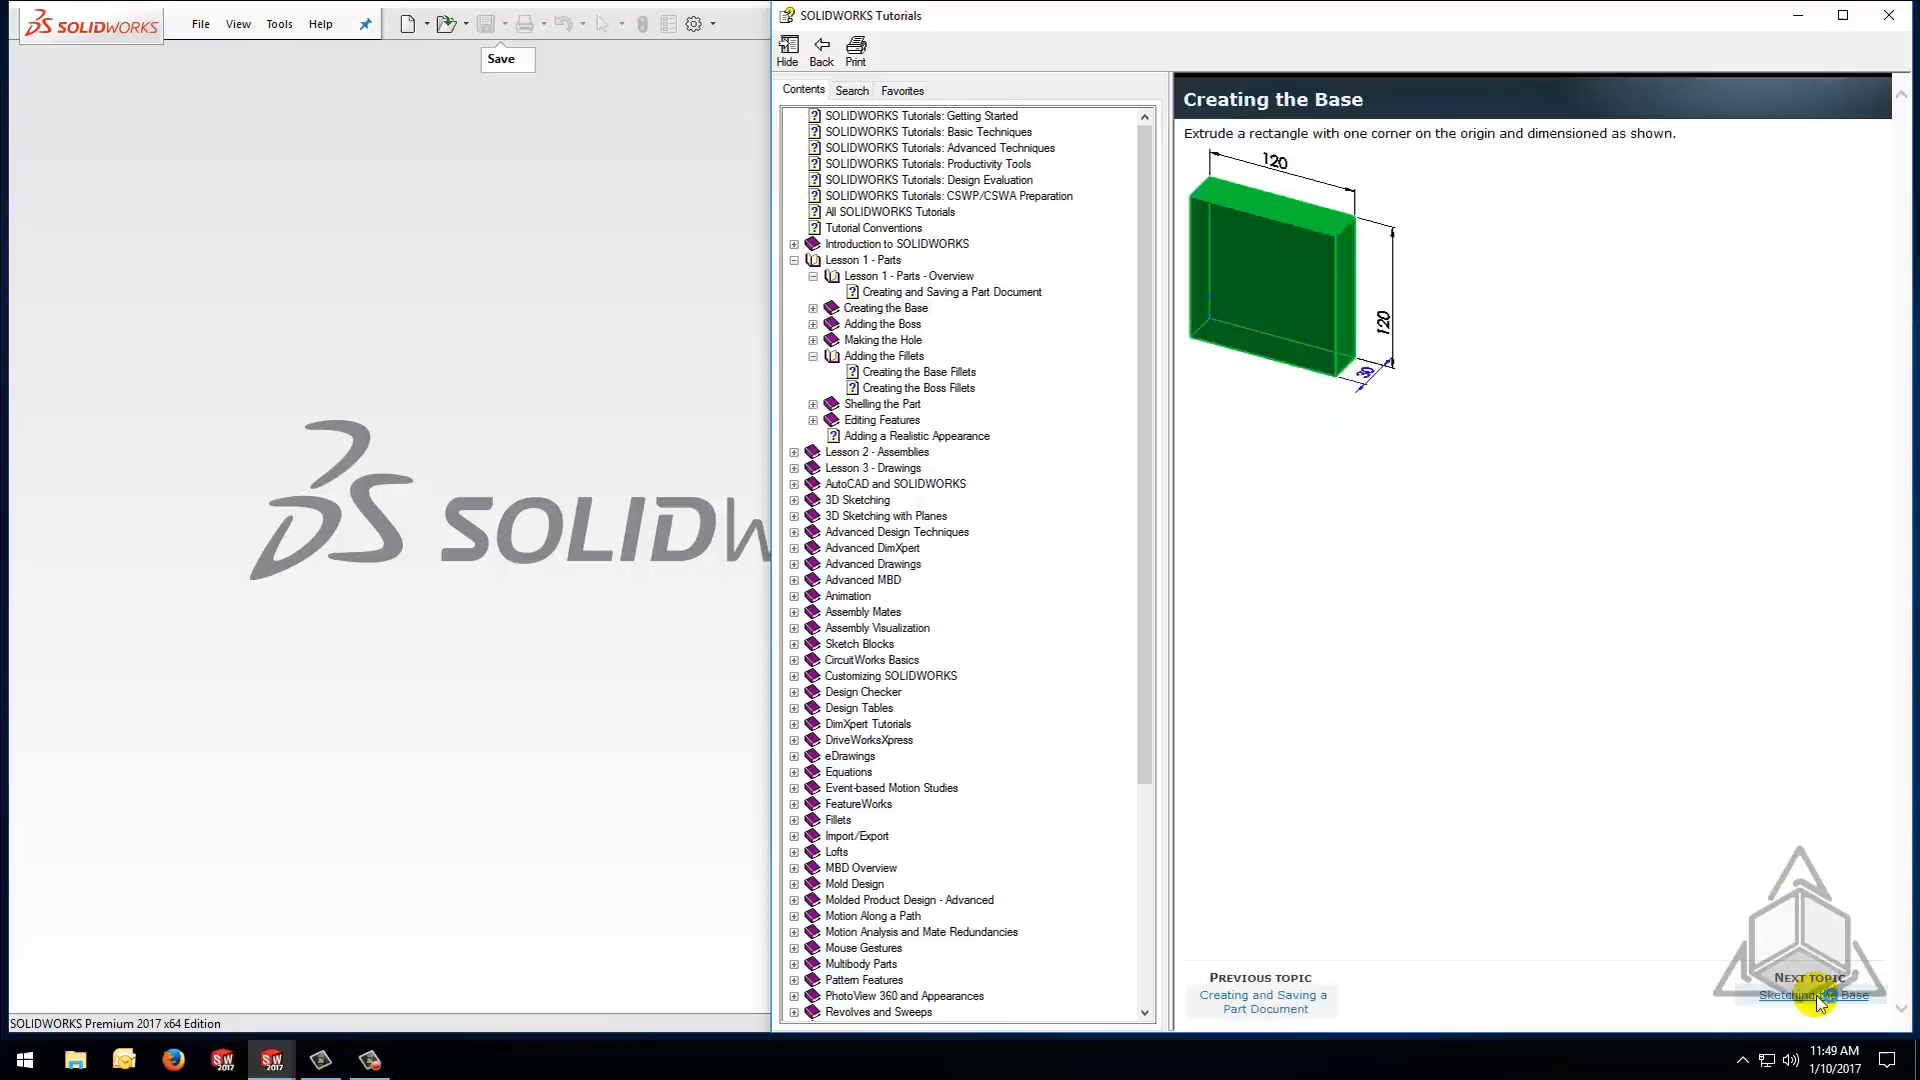 SOLIDWORKS
File View Tools Help
Save
SOLIDW
SOLIDWORKS Premium 2017 x64 Edition
SOLIDWORKS Tutorials
Hide Back Print
Contents Search Favorites
SOLIDWORKS Tutorials: Getting Started
SOLIDWORKS Tutorials: Basic Techniques
SOLIDWORKS Tutorials: Advanced Techniques
SOLIDWORKS Tutorials: Productivity Tools
SOLIDWORKS Tutorials: Design Evaluation
SOLIDWORKS Tutorials: CSWP/CSWA Preparation
All SOLIDWORKS Tutorials
Tutorial Conventions
Introduction to SOLIDWORKS
Lesson 1 - Parts
Lesson 1 - Parts - Overview
Creating and Saving a Part Document
Creating the Base
Adding the Boss
Making the Hole
Adding the Fillets
Creating the Base Fillets
Creating the Boss Fillets
Shelling the Part
Editing Features
Adding a Realistic Appearance
Lesson 2 - Assemblies
Lesson 3 - Drawings
AutoCAD and SOLIDWORKS
3D Sketching
3D Sketching with Planes
Advanced Design Techniques
Advanced DimXpert
Advanced Drawings
Advanced MBD
Animation
Assembly Mates
Assembly Visualization
Sketch Blocks
CircuitWorks Basics
Customizing SOLIDWORKS
Design Checker
Design Tables
DimXpert Tutorials
DriveWorksXpress
eDrawings
Equations
Event-based Motion Studies
FeatureWorks
Fillets
Import/Export
Lofts
MBD Overview
Mold Design
Molded Product Design - Advanced
Motion Along a Path
Motion Analysis and Mate Redundancies
Mouse Gestures
Multibody Parts
Pattern Features
PhotoView 360 and Appearances
Revolves and Sweeps
Creating the Base
Extrude a rectangle with one corner on the origin and dimensioned as shown.
120
120
30
PREVIOUS TOPIC
Creating and Saving a
Part Document
NEXT TOPIC
Sketching the Base
SW 2017
SW 2017
11:49 AM
1/10/2017